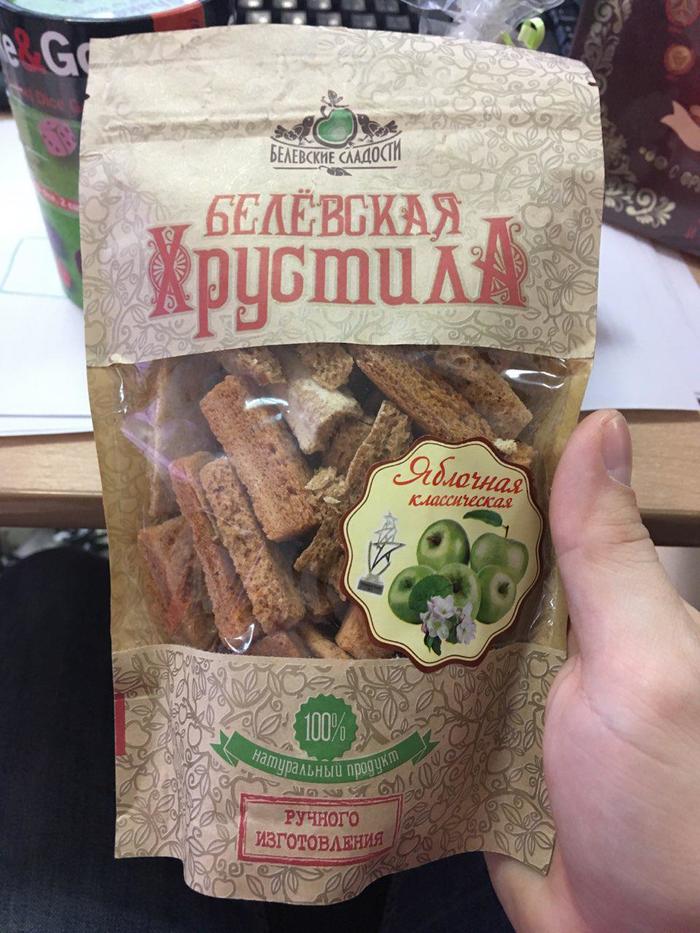 БЕЛЕВСКИЕ СЛАДОСТИ
БЕЛЁВСКАЯ
ХРУСТИЛА
Яблочная
классическая
100%
натуральный продукт
РУЧНОГО
ИЗГОТОВЛЕНИЯ